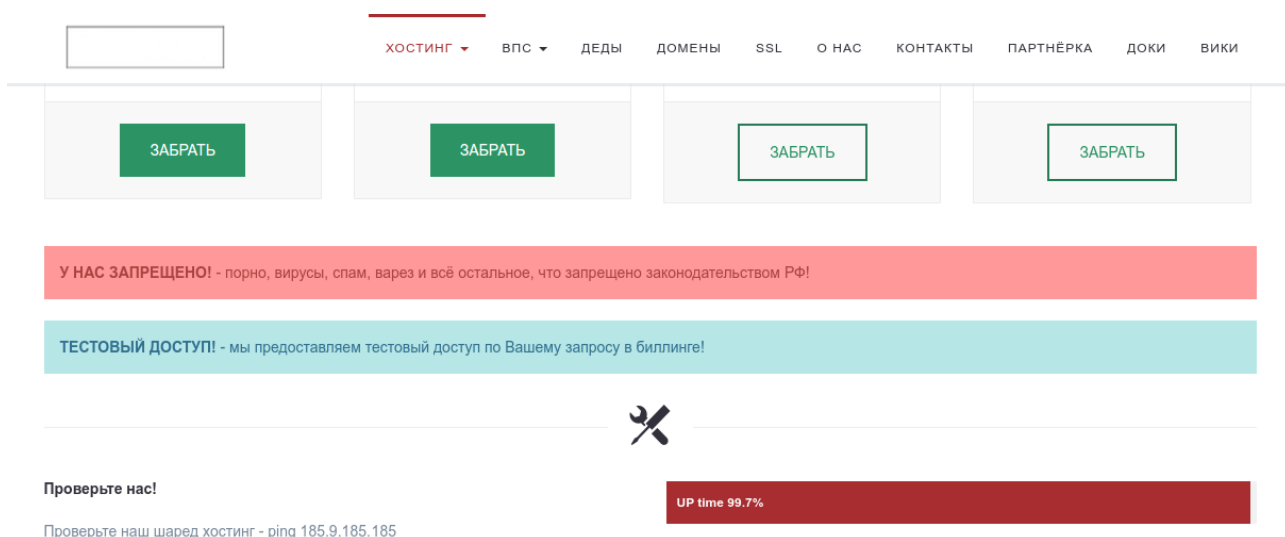 ХОСТИНГ ВПС ДЕДЫ ДОМЕНЫ SSL О НАС КОНТАКТЫ ПАРТНЁРКА ДОКИ ВИКИ
ЗАБРАТЬ ЗАБРАТЬ ЗАБРАТЬ ЗАБРАТЬ
У НАС ЗАПРЕЩЕНО! - порно, вирусы, спам, варез и всё остальное, что запрещено законодательством РФ!
ТЕСТОВЫЙ ДОСТУП! - мы предоставляем тестовый доступ по Вашему запросу в биллинге!
Проверьте нас!
UP time 99.7%
Проверьте наш шаред хостинг - ping 185.9.185.185